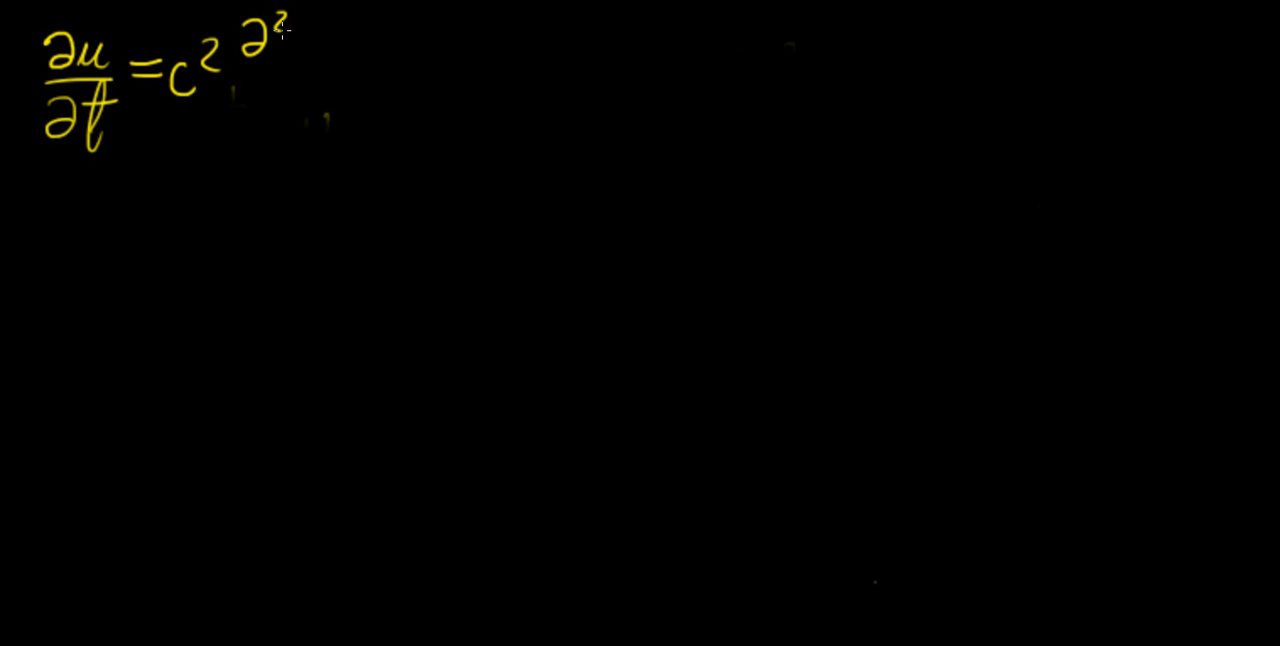 ∂u/∂t = c² ∂²